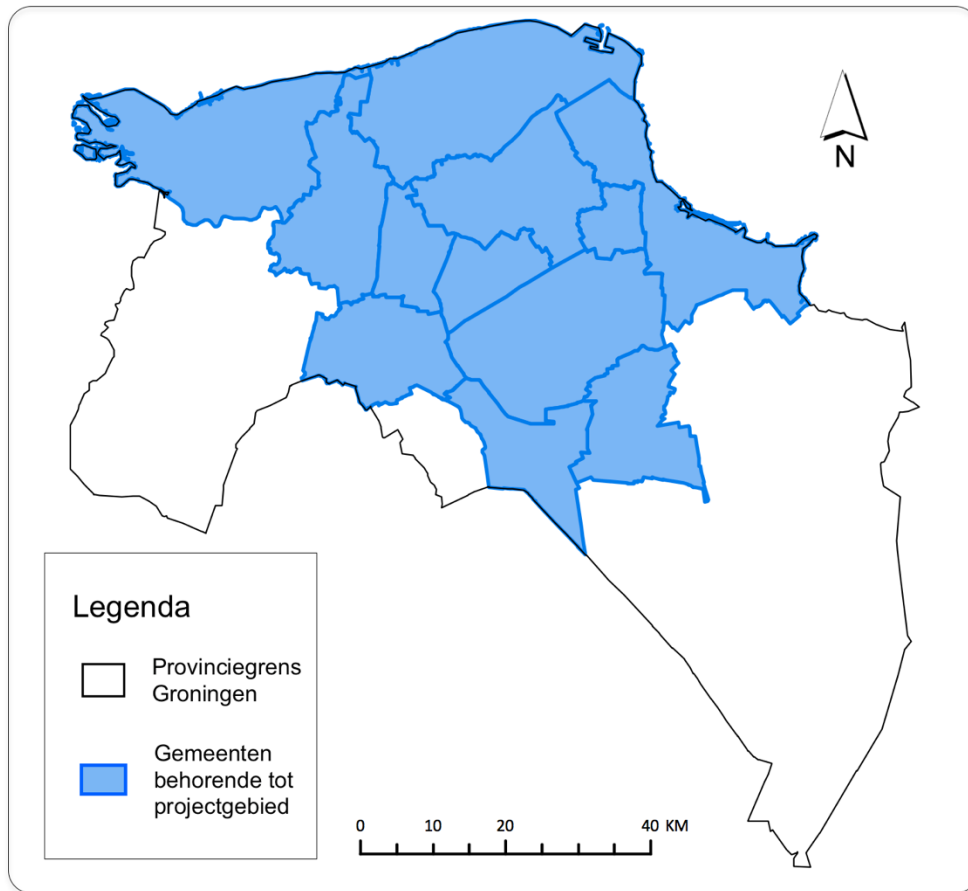 N
Legenda
Provinciegrens
Groningen
Gemeenten
behorende tot
projectgebied
0 10 20 40 KM